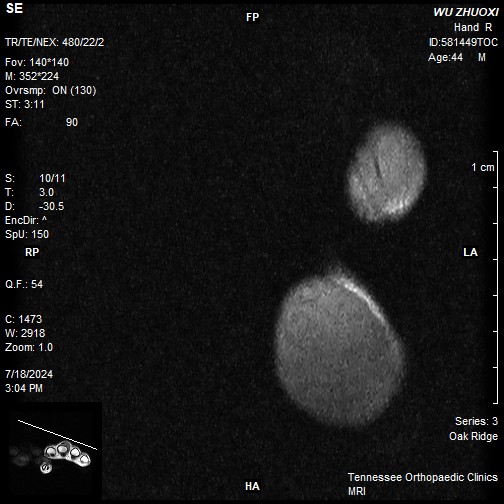 SE
FP
WU ZHUOXI
Hand R
ID:581449TOC
Age:44 M
TR/TE/NEX: 480/22/2
Fov: 140*140
M: 352*224
Ovrsmp: ON (130)
ST: 3:11
FA: 90
1 cm
S: 10/11
T: 3.0
D: -30.5
EncDir: ^
SpU: 150
RP
LA
Q.F.: 54
C: 1473
W: 2918
Zoom: 1.0
7/18/2024
3:04 PM
Series: 3
Oak Ridge
Tennessee Orthopaedic Clinics
MRI
HA